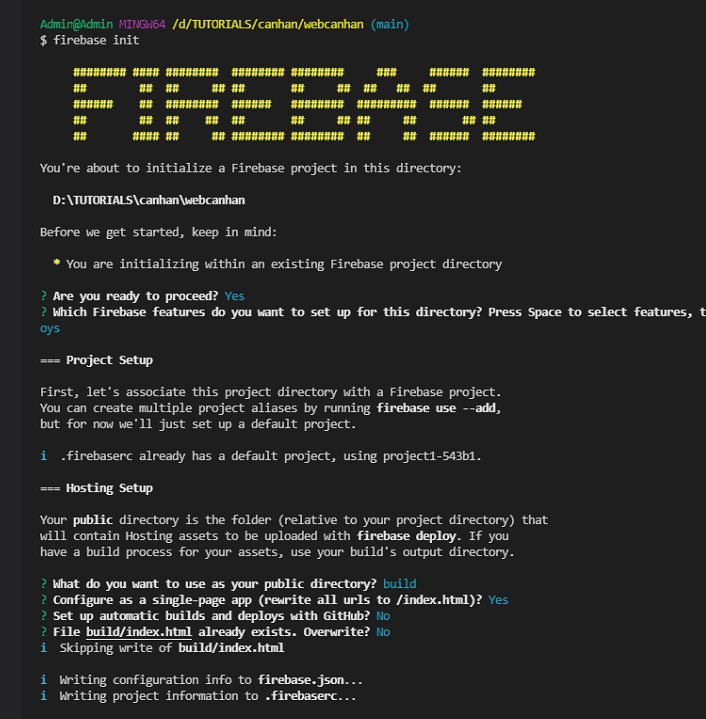 Admin@Admin MINGW64 /d/TUTORIALS/canhan/webcanhan (main)
$ firebase init
FIREBASE
You're about to initialize a Firebase project in this directory:
D:\TUTORIALS\canhan\webcanhan
Before we get started, keep in mind:
* You are initializing within an existing Firebase project directory
? Are you ready to proceed? Yes
? Which Firebase features do you want to set up for this directory? Press Space to select features, t
oys
=== Project Setup
First, let's associate this project directory with a Firebase project.
You can create multiple project aliases by running firebase use --add,
but for now we'll just set up a default project.
i .firebaserc already has a default project, using project1-543b1.
=== Hosting Setup
Your public directory is the folder (relative to your project directory) that
will contain Hosting assets to be uploaded with firebase deploy. If you
have a build process for your assets, use your build's output directory.
? What do you want to use as your public directory? build
? Configure as a single-page app (rewrite all urls to /index.html)? Yes
? Set up automatic builds and deploys with GitHub? No
? File build/index.html already exists. Overwrite? No
i Skipping write of build/index.html
i Writing configuration info to firebase.json...
i Writing project information to .firebaserc...